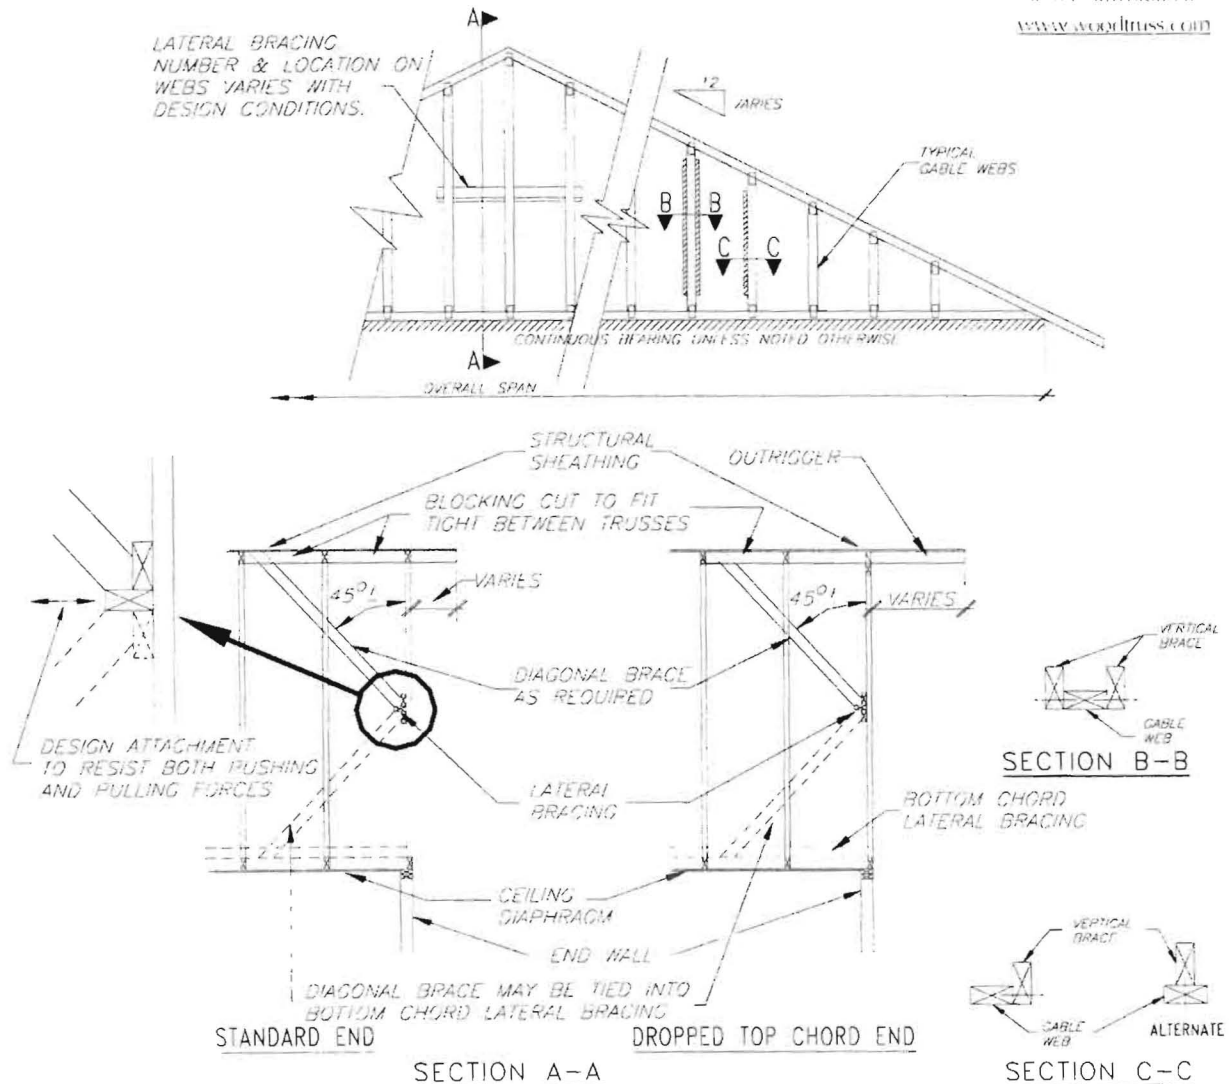 www.woodtruss.com
A
LATERAL BRACING
NUMBER & LOCATION ON
WEBS VARIES WITH
DESIGN CONDITIONS.
12
VARIES
TYPICAL
GABLE WEBS
B B
C C
CONTINUOUS BEARING UNLESS NOTED OTHERWISE
A
OVERALL SPAN
STRUCTURAL
SHEATHING
OUTRIGGER
BLOCKING CUT TO FIT
TIGHT BETWEEN TRUSSES
45°±
VARIES
45°±
VARIES
DIAGONAL BRACE
AS REQUIRED
DESIGN ATTACHMENT
TO RESIST BOTH PUSHING
AND PULLING FORCES
LATERAL
BRACING
BOTTOM CHORD
LATERAL BRACING
CEILING
DIAPHRAGM
END WALL
DIAGONAL BRACE MAY BE TIED INTO
BOTTOM CHORD LATERAL BRACING
STANDARD END
DROPPED TOP CHORD END
SECTION A-A
VERTICAL
BRACE
GABLE
WEB
SECTION B-B
VERTICAL
BRACE
GABLE
WEB
ALTERNATE
SECTION C-C